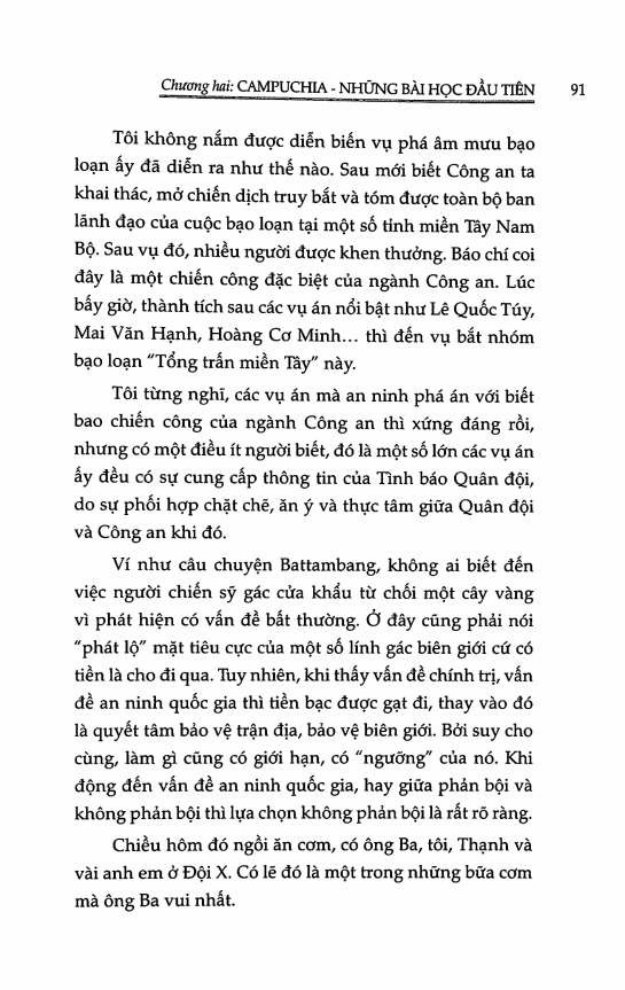 Chương hai: CAMPUCHIA - NHỮNG BÀI HỌC ĐẦU TIÊN 91
Tôi không nắm được diễn biến vụ phá âm mưu bạo
loạn ấy đã diễn ra như thế nào. Sau mới biết Công an ta
khai thác, mở chiến dịch truy bắt và tóm được toàn bộ ban
lãnh đạo của cuộc bạo loạn tại một số tỉnh miền Tây Nam
Bộ. Sau vụ đó, nhiều người được khen thưởng. Báo chí coi
đây là một chiến công đặc biệt của ngành Công an. Lúc
bấy giờ, thành tích sau các vụ án nổi bật như Lê Quốc Túy,
Mai Văn Hạnh, Hoàng Cơ Minh... thì đến vụ bắt nhóm
bạo loạn "Tổng trấn miền Tây" này.
Tôi từng nghĩ, các vụ án mà an ninh phá án với biết
bao chiến công của ngành Công an thì xứng đáng rồi,
nhưng có một điều ít người biết, đó là một số lớn các vụ án
ấy đều có sự cung cấp thông tin của Tình báo Quân đội,
do sự phối hợp chặt chẽ, ăn ý và thực tâm giữa Quân đội
và Công an khi đó.
Ví như câu chuyện Battambang, không ai biết đến
việc người chiến sỹ gác cửa khẩu từ chối một cây vàng
vì phát hiện có vấn đề bất thường. Ở đây cũng phải nói
"phát lộ" mặt tiêu cực của một số lính gác biên giới cứ có
tiền là cho đi qua. Tuy nhiên, khi thấy vấn đề chính trị, vấn
đề an ninh quốc gia thì tiền bạc được gạt đi, thay vào đó
là quyết tâm bảo vệ trận địa, bảo vệ biên giới. Bởi suy cho
cùng, làm gì cũng có giới hạn, có "ngưỡng" của nó. Khi
động đến vấn đề an ninh quốc gia, hay giữa phản bội và
không phản bội thì lựa chọn không phản bội là rất rõ ràng.
Chiều hôm đó ngồi ăn cơm, có ông Ba, tôi, Thạnh và
vài anh em ở Đội X. Có lẽ đó là một trong những bữa cơm
mà ông Ba vui nhất.